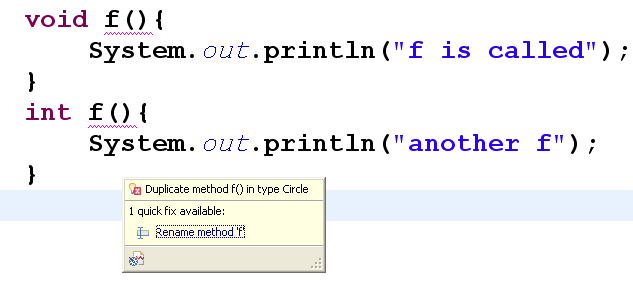 void f(){
System.out.println("f is called");
}
int f(){
System.out.println("another f");
}
Duplicate method f() in type Circle
1 quick fix available:
Rename method 'f'